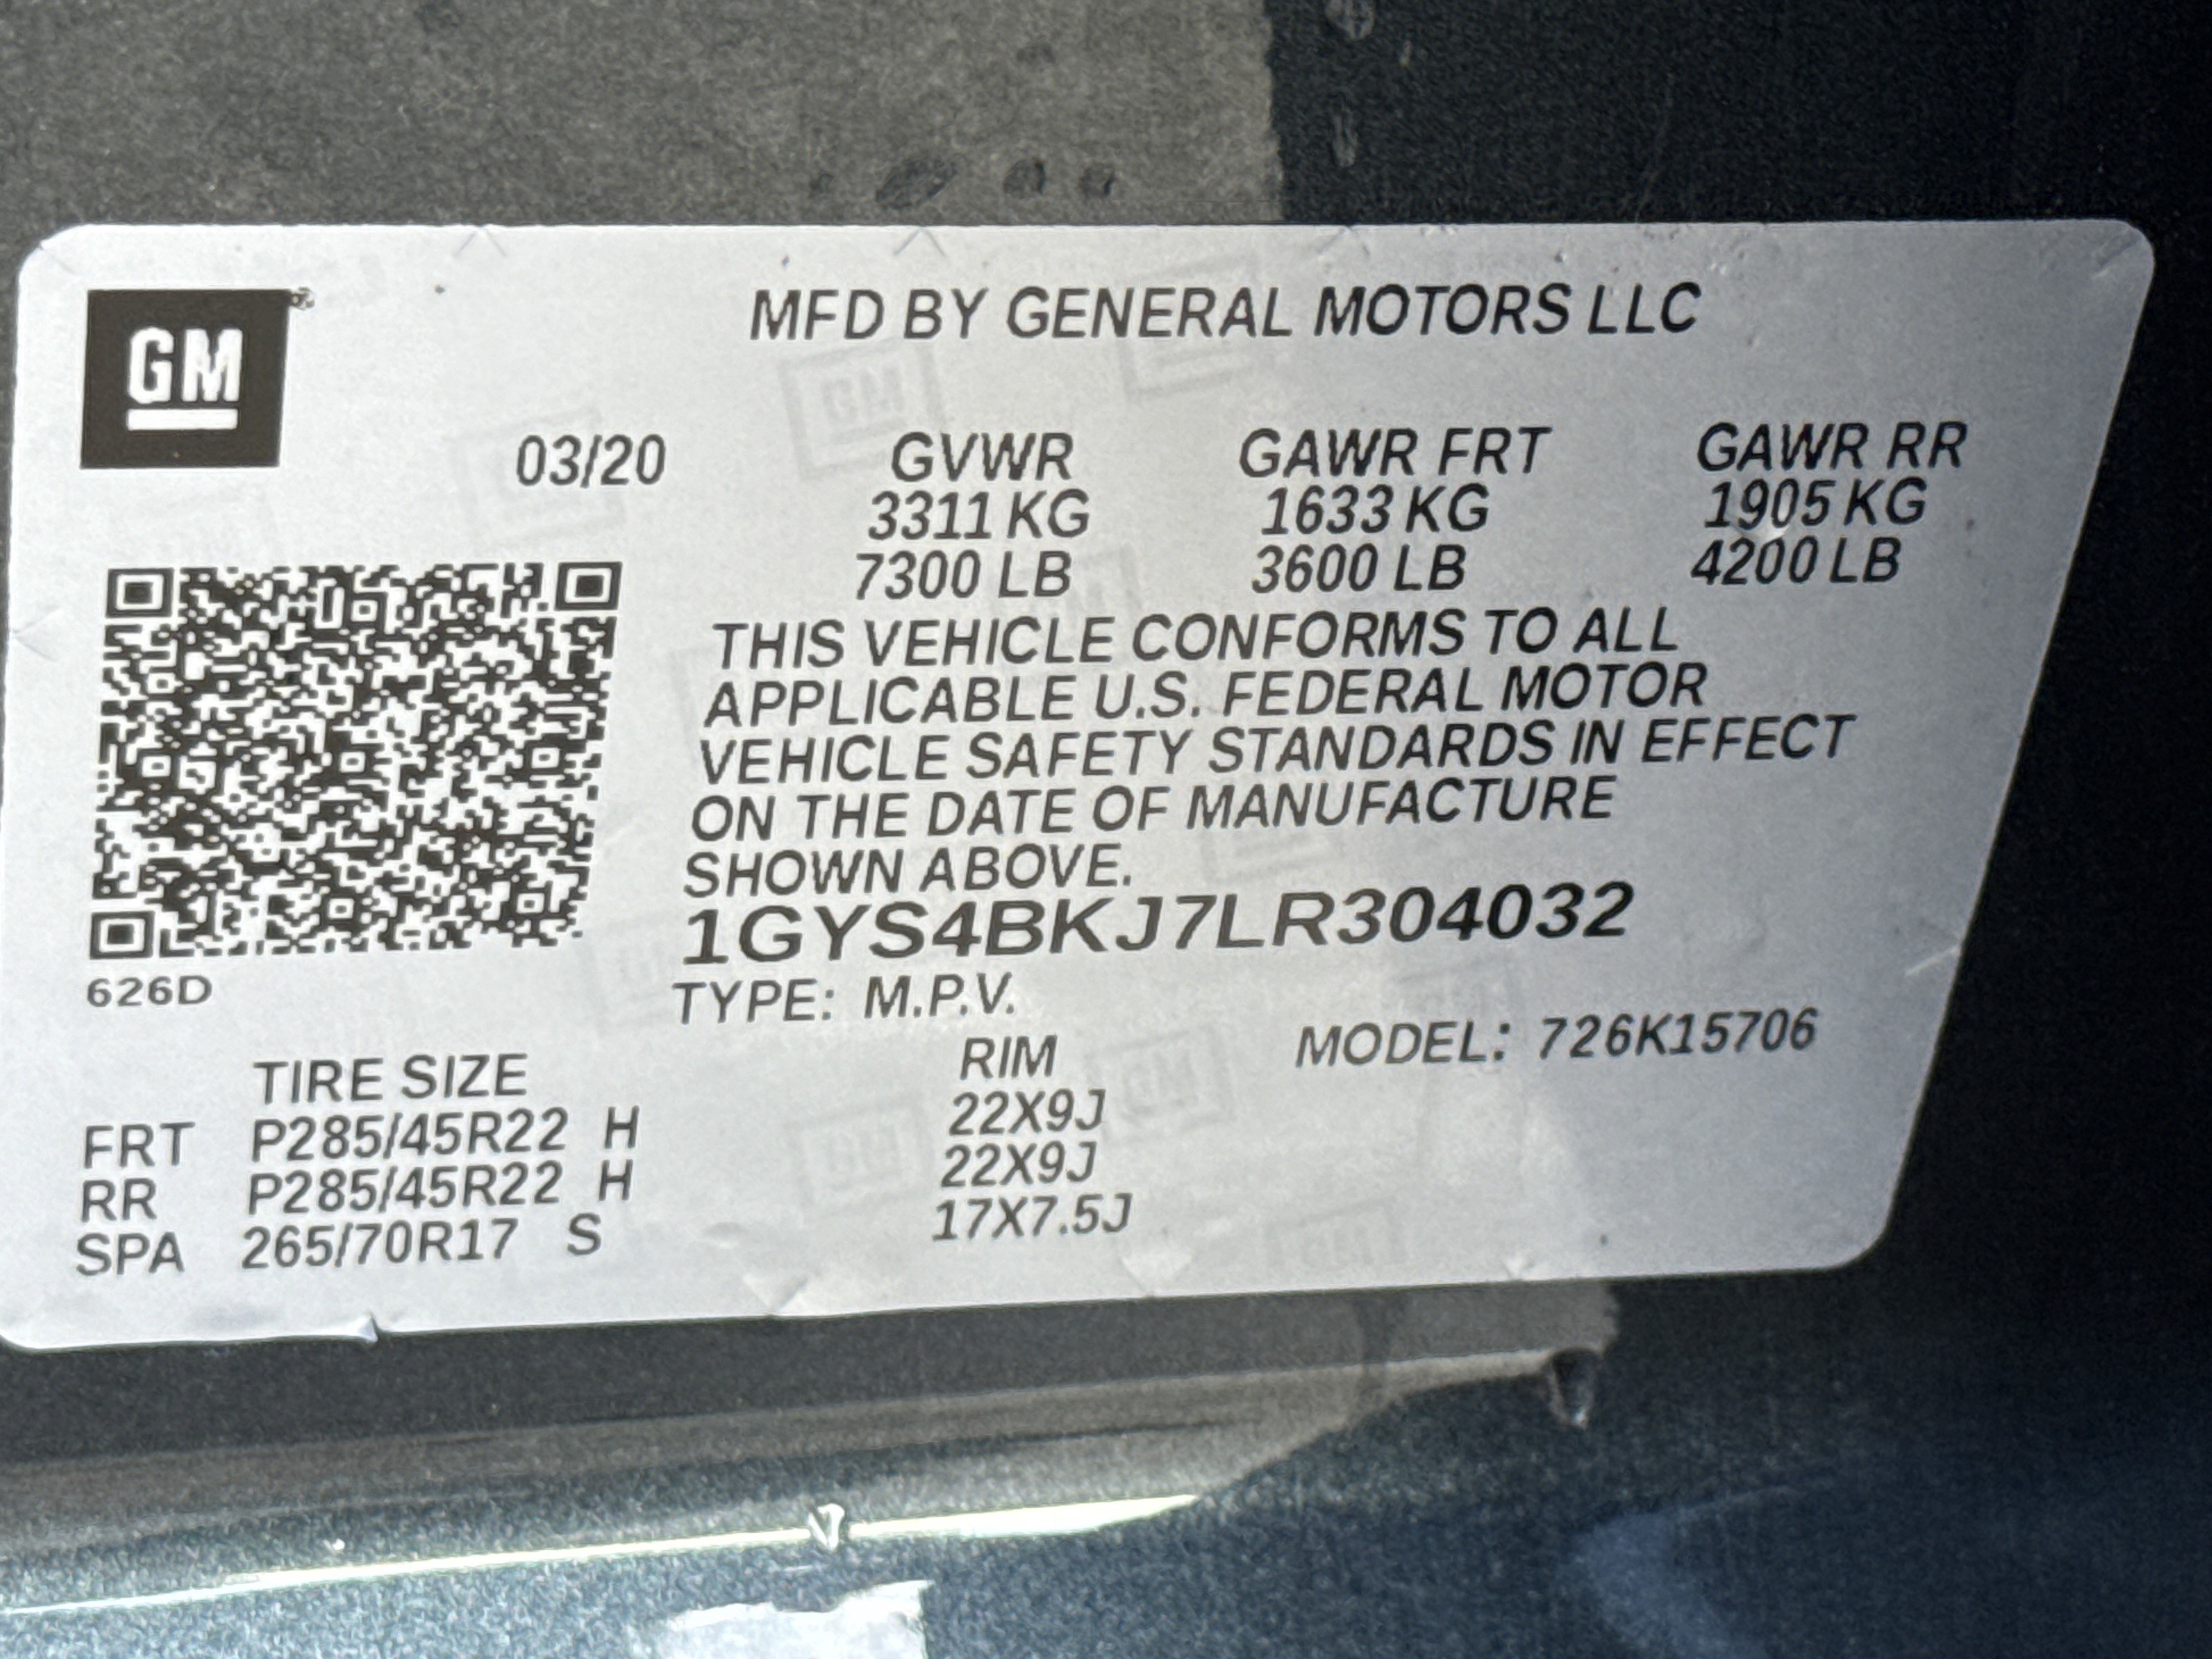 GM
MFD BY GENERAL MOTORS LLC
03/20 GVWR GAWR FRT GAWR RR
3311 KG 1633 KG 1905 KG
7300 LB 3600 LB 4200 LB
THIS VEHICLE CONFORMS TO ALL
APPLICABLE U.S. FEDERAL MOTOR
VEHICLE SAFETY STANDARDS IN EFFECT
ON THE DATE OF MANUFACTURE
SHOWN ABOVE.
1GYS4BKJ7LR304032
626D
TYPE: M.P.V.
MODEL: 726K15706
TIRE SIZE RIM
FRT P285/45R22 H 22X9J
RR P285/45R22 H 22X9J
SPA 265/70R17 S 17X7.5J